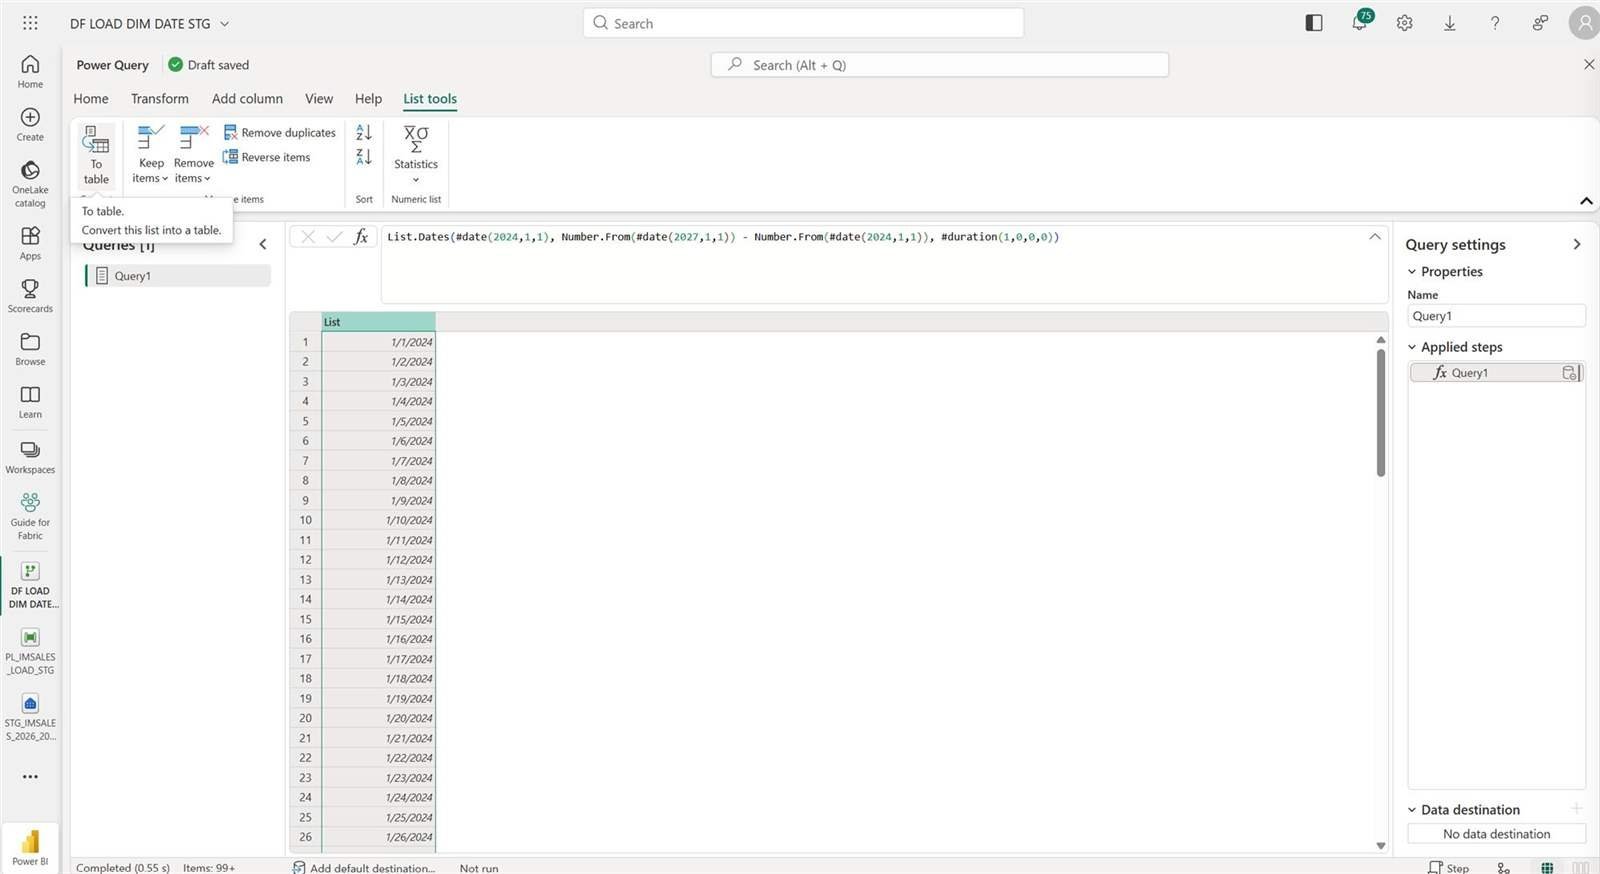 DF LOAD DIM DATE STG
Search
75
Home
Create
OneLake
catalog
Apps
Scorecards
Browse
Learn
Workspaces
Guide for
Fabric
DF LOAD
DIM DATE...
PL_IMSALES
_LOAD_STG
STG_IMSALE
S_2026_20...
Power BI
Power Query
Draft saved
Search (Alt + Q)
Home Transform Add column View Help List tools
To
table
Keep
items
Remove
items
Remove duplicates
Reverse items
Statistics
e items
Sort
Numeric list
To table.
Convert this list into a table.
Queries [1]
Query1
fx
List.Dates(#date(2024,1,1), Number.From(#date(2027,1,1)) - Number.From(#date(2024,1,1)), #duration(1,0,0,0))
List
1 1/1/2024
2 1/2/2024
3 1/3/2024
4 1/4/2024
5 1/5/2024
6 1/6/2024
7 1/7/2024
8 1/8/2024
9 1/9/2024
10 1/10/2024
11 1/11/2024
12 1/12/2024
13 1/13/2024
14 1/14/2024
15 1/15/2024
16 1/16/2024
17 1/17/2024
18 1/18/2024
19 1/19/2024
20 1/20/2024
21 1/21/2024
22 1/22/2024
23 1/23/2024
24 1/24/2024
25 1/25/2024
26 1/26/2024
Query settings
Properties
Name
Query1
Applied steps
fx Query1
Data destination
No data destination
Completed (0.55 s) Items: 99+
Add default destination...
Not run
Step